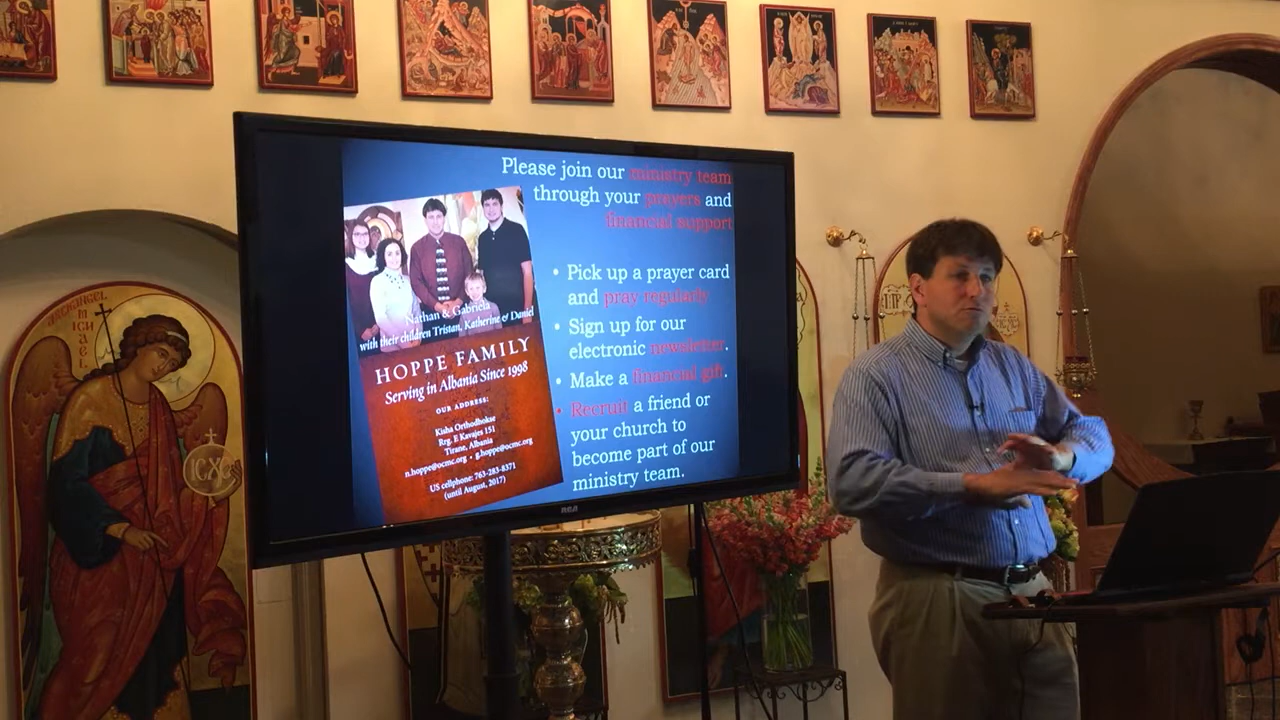 Please join our ministry team
through your prayers and
financial support
• Pick up a prayer card
and pray regularly
• Sign up for our
electronic newsletter.
• Make a financial gift.
• Recruit a friend or
your church to
become part of our
ministry team.
Nathan & Gabriela
with their children Tristan, Katherine & Daniel
HOPPE FAMILY
Serving in Albania Since 1998
OUR ADDRESS:
Kisha Orthodhokse
Rrg. E Kavajes 151
Tirane, Albania
n.hoppe@ocmc.org • g.hoppe@ocmc.org
US cellphone: 763-283-8371
(until August, 2017)
RCA
ARCHANGEL
MICHAEL
IC XC